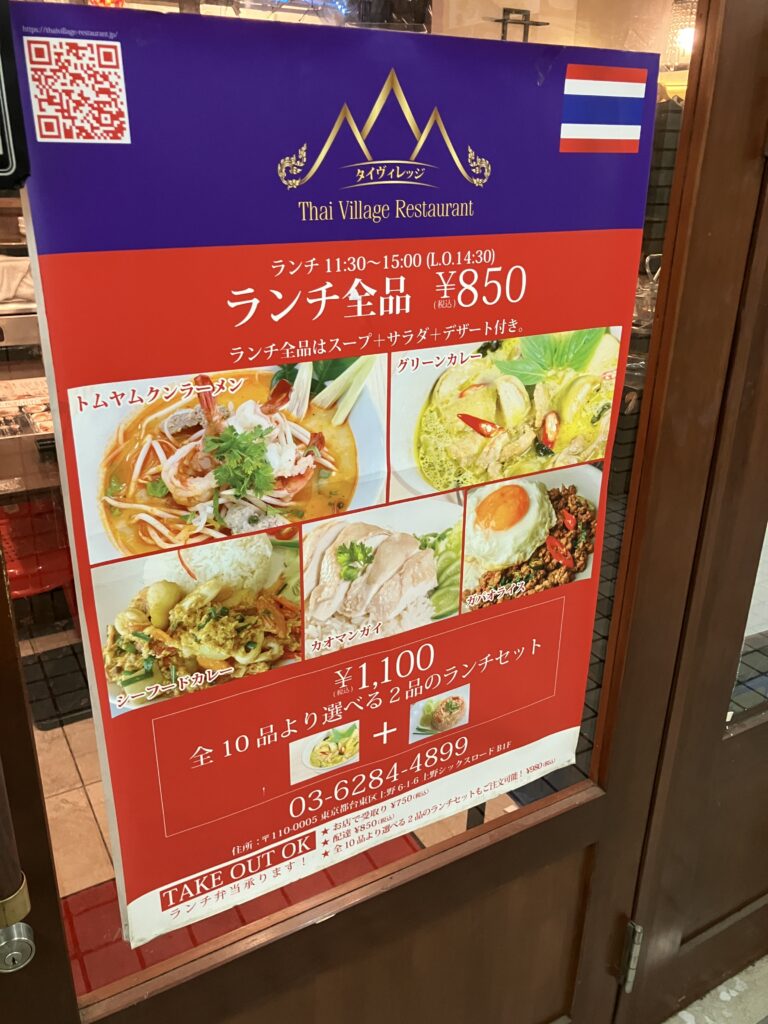 https://thaivillage-restaurant.jp/
タイヴィレッジ
Thai Village Restaurant
ランチ 11:30～15:00 (L.O.14:30)
ランチ全品 ¥850
(税込)
ランチ全品はスープ＋サラダ＋デザート付き。
トムヤムクンラーメン
グリーンカレー
シーフードカレー
カオマンガイ
ガパオライス
¥1,100
(税込)
全10品より選べる2品のランチセット
+
03-6284-4899
住所：〒110-0005 東京都台東区上野 6-1-6 上野シックスロード B1F
TAKE OUT OK
ランチ弁当承ります！
★ お店で受取り ¥750 (税込)
★ 配達 ¥850 (税込)
★ 全10品より選べる2品のランチセットもご注文可能！ ¥980 (税込)